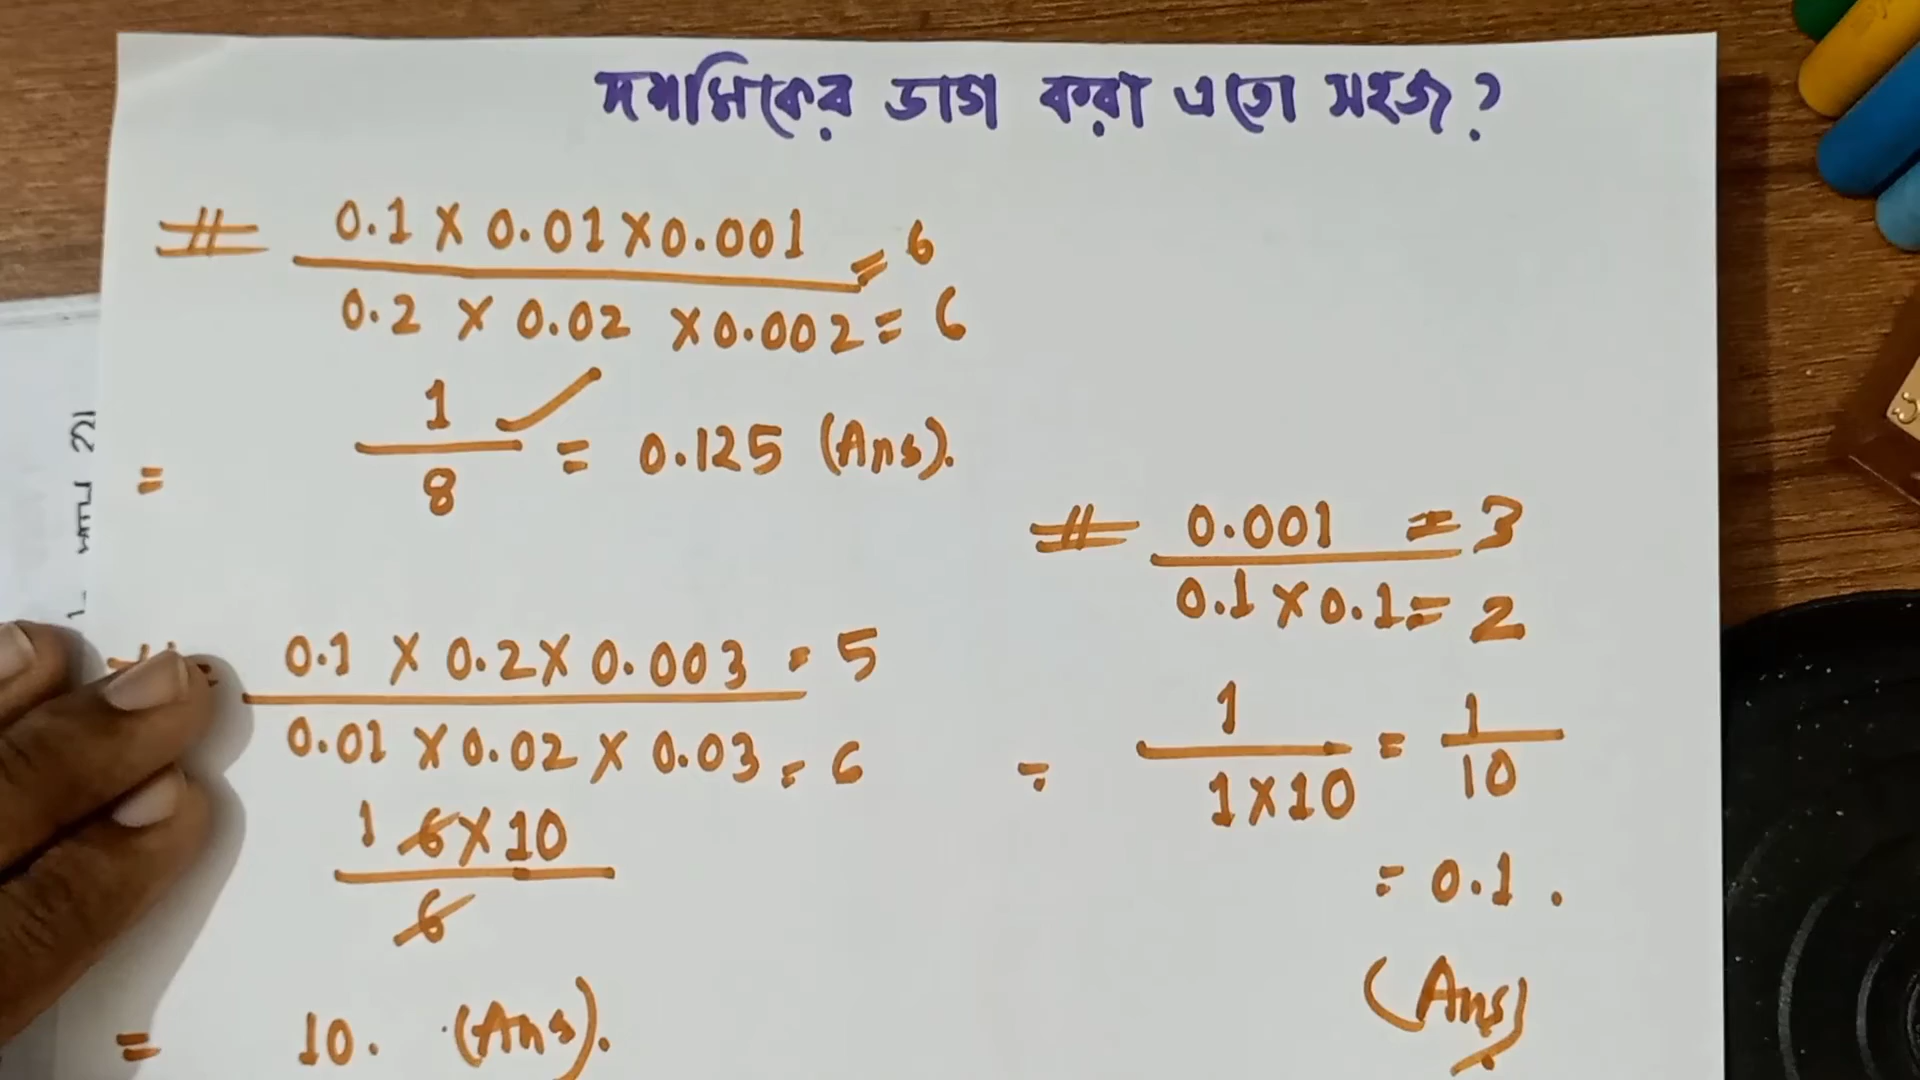 দশমিকের ভাগ করা এতো সহজ?
# 0.1 X 0.01 X 0.001 = 6
0.2 X 0.02 X 0.002 = 6
= 1
8
= 0.125 (Ans).
0.1 X 0.2 X 0.003 = 5
0.01 X 0.02 X 0.03 = 6
1 6 X 10
6
= 10. (Ans).
# 0.001 = 3
0.1 X 0.1 = 2
= 1
1 X 10
= 1
10
= 0.1.
(Ans)